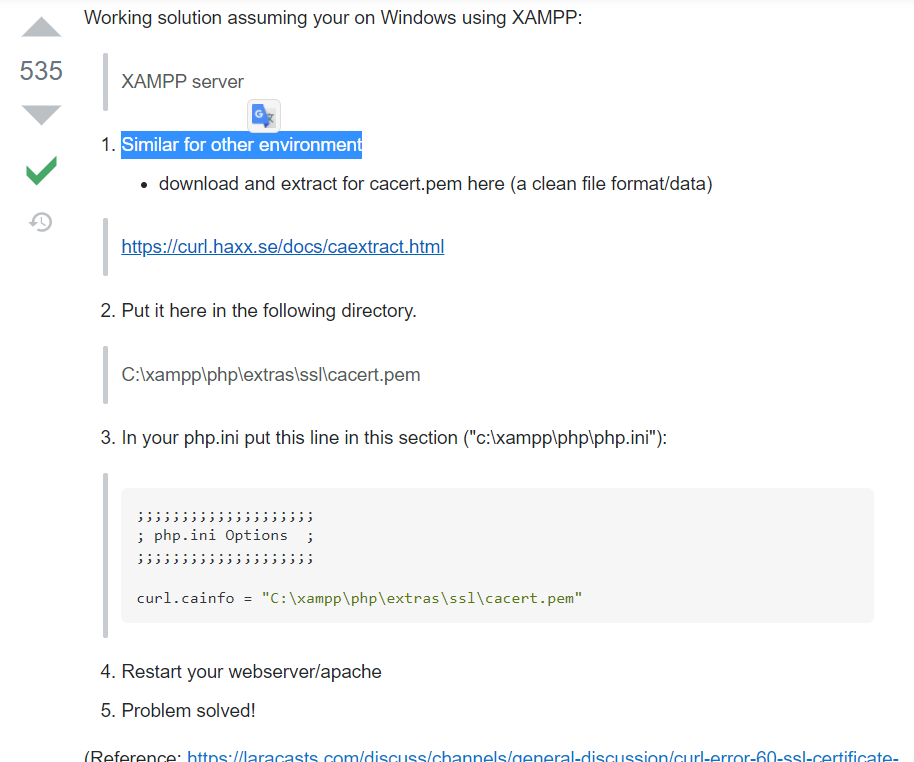 Working solution assuming your on Windows using XAMPP:
535
XAMPP server
1. Similar for other environment
• download and extract for cacert.pem here (a clean file format/data)
https://curl.haxx.se/docs/caextract.html
2. Put it here in the following directory.
C:\xampp\php\extras\ssl\cacert.pem
3. In your php.ini put this line in this section ("c:\xampp\php\php.ini"):
;;;;;;;;;;;;;;;;;;;;
; php.ini Options  ;
;;;;;;;;;;;;;;;;;;;;
curl.cainfo = "C:\xampp\php\extras\ssl\cacert.pem"
4. Restart your webserver/apache
5. Problem solved!
(Reference: https://laracasts.com/discuss/channels/general-discussion/curl-error-60-ssl-certificate-